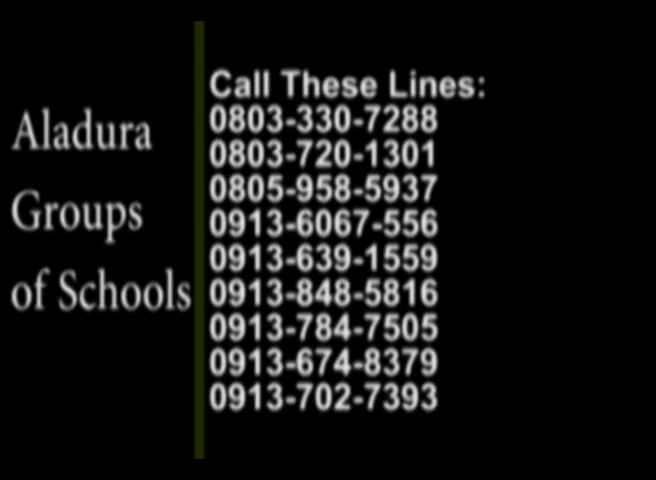 Aladura
Groups
of Schools
Call These Lines:
0803-330-7288
0803-720-1301
0805-958-5937
0913-6067-556
0913-639-1559
0913-848-5816
0913-784-7505
0913-674-8379
0913-702-7393